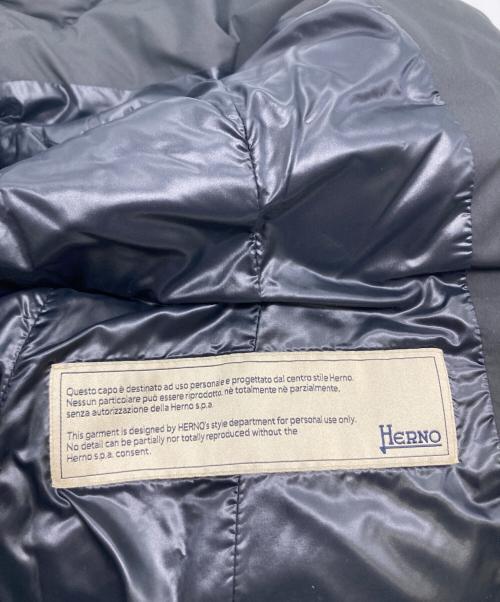 Questo capo è destinato ad uso personale e progettato dal centro stile Herno.
Nessun particolare può essere riprodotto, nè totalmente nè parzialmente,
senza autorizzazione della Herno s.p.a.
This garment is designed by HERNO's style department for personal use only.
No detail can be partially nor totally reproduced without the
Herno s.p.a. consent.
HERNO